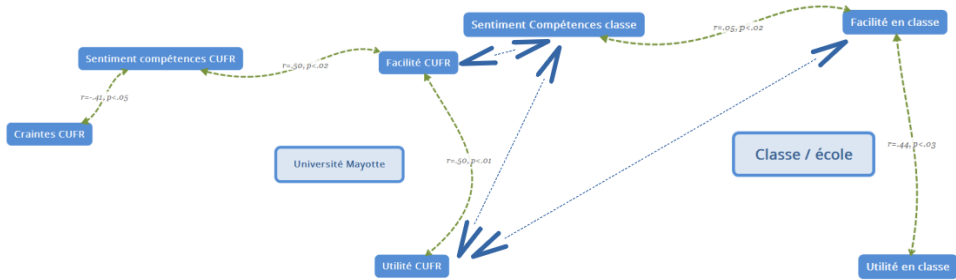 Sentiment Compétences classe
Facilité en classe
r=.05, p<.02
Sentiment compétences CUFR
r=.50, p<.02
Facilité CUFR
r=-.41, p<.05
Craintes CUFR
Université Mayotte
r=.50, p<.01
Classe / école
r=.44, p<.03
Utilité CUFR
Utilité en classe